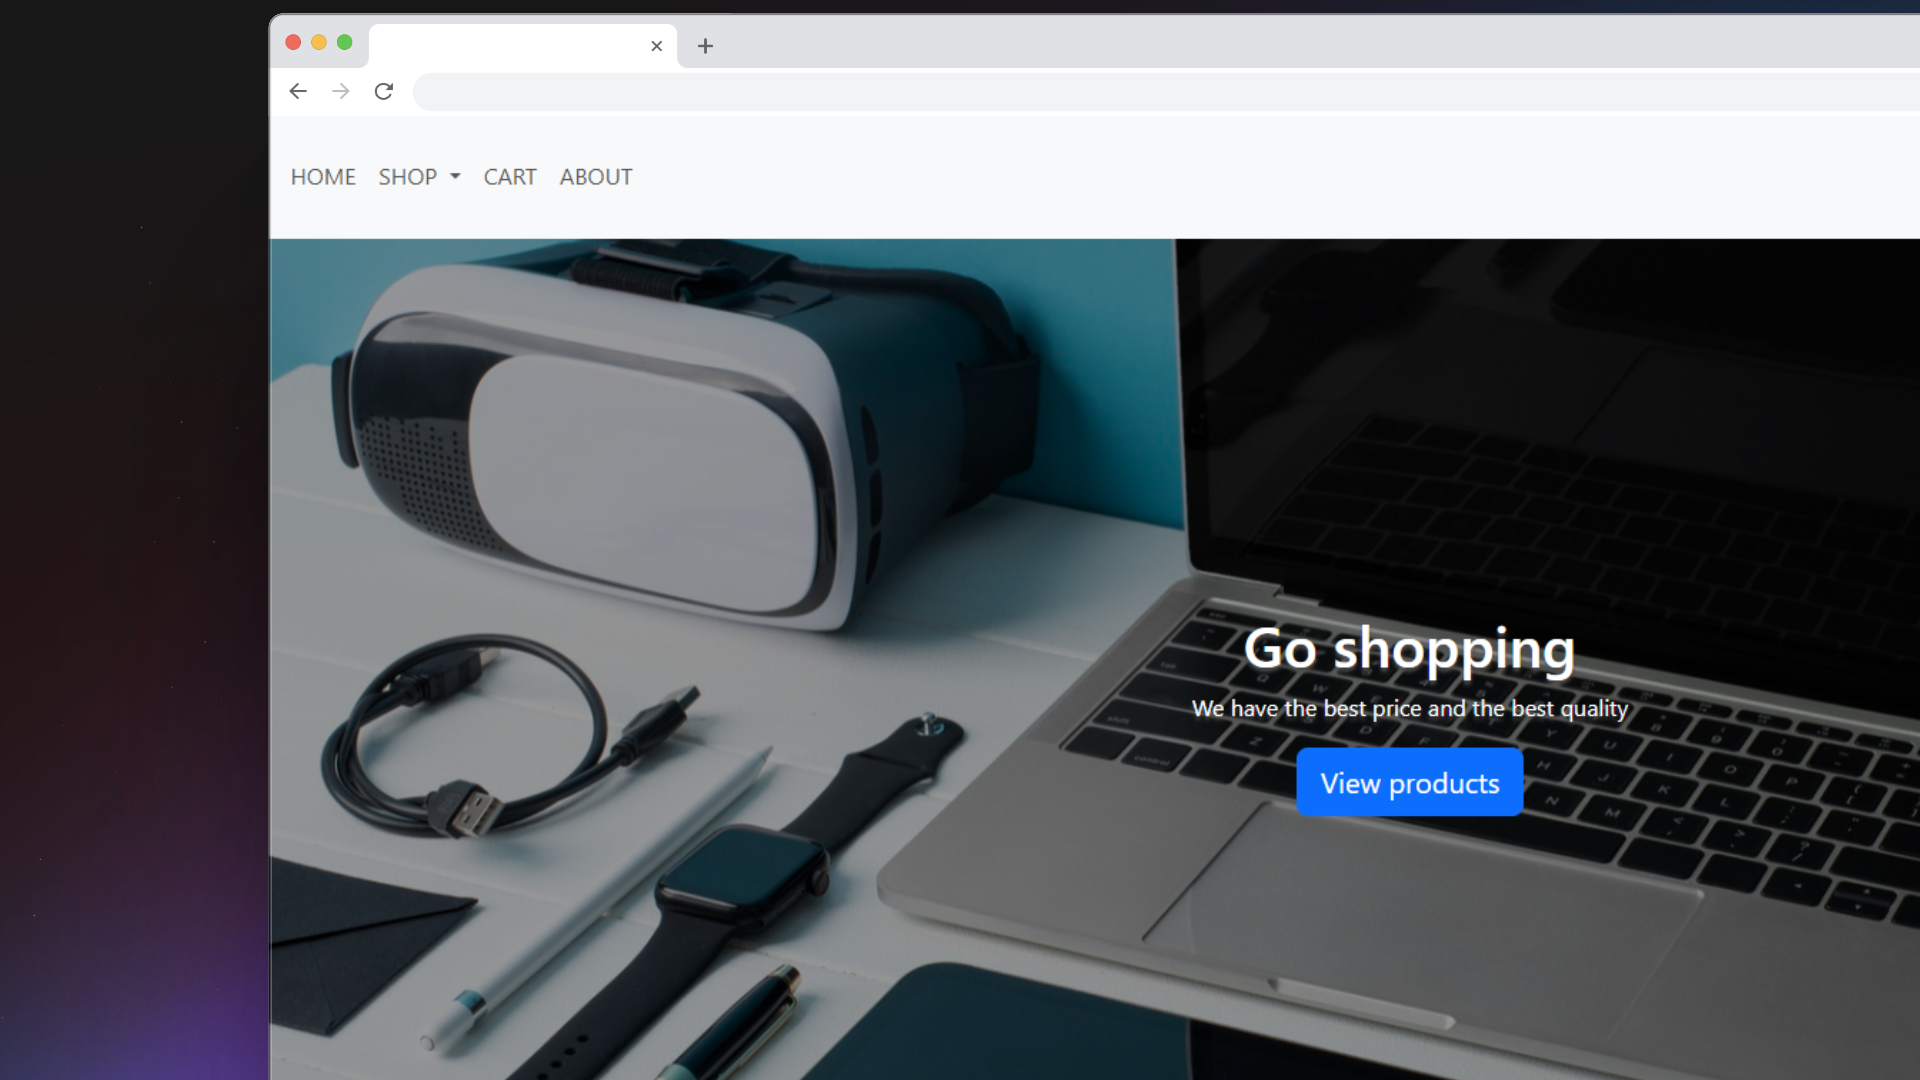 HOME SHOP CART ABOUT
Go shopping
We have the best price and the best quality
View products